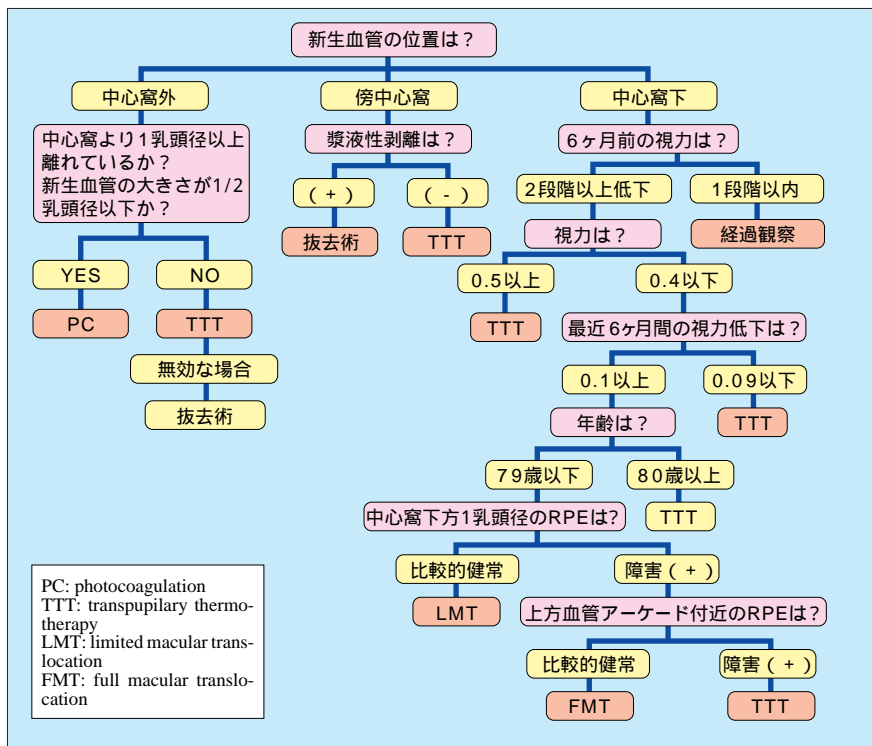 新生血管の位置は？
中心窩外
傍中心窩
中心窩下
中心窩より1乳頭径以上
離れているか？
新生血管の大きさが1/2
乳頭径以下か？
漿液性剥離は？
6ヶ月前の視力は？
(+)
(-)
2段階以上低下
1段階以内
抜去術
TTT
視力は？
経過観察
YES
NO
0.5以上
0.4以下
PC
TTT
TTT
最近6ヶ月間の視力低下は？
無効な場合
0.1以上
0.09以下
抜去術
年齢は？
TTT
79歳以下
80歳以上
中心窩下方1乳頭径のRPEは？
TTT
比較的健常
障害(+)
LMT
上方血管アーケード付近のRPEは？
比較的健常
障害(+)
FMT
TTT
PC: photocoagulation
TTT: transpupilary thermo-
therapy
LMT: limited macular trans-
location
FMT: full macular translo-
cation